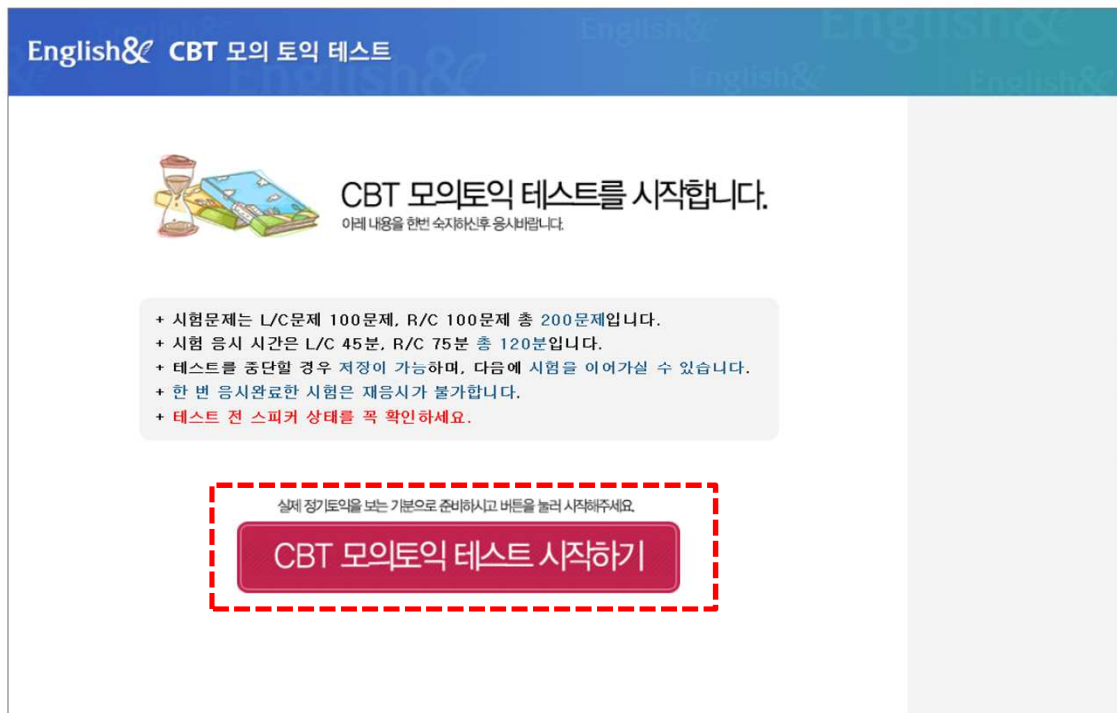 English& CBT 모의 토익 테스트
CBT 모의토익 테스트를 시작합니다.
아레 내용을 한번 숙지하신후 응시바랍니다.
+ 시험문제는 L/C문제 100문제, R/C 100문제 총 200문제입니다.
+ 시험 응시 시간은 L/C 45분, R/C 75분 총 120분입니다.
+ 테스트를 중단할 경우 저장이 가능하며, 다음에 시험을 이어가실 수 있습니다.
+ 한 번 응시완료한 시험은 재응시가 불가합니다.
+ 테스트 전 스피커 상태를 꼭 확인하세요.
실제 정기토익을 보는 기분으로 준비하시고 버튼을 눌러 시작해주세요.
CBT 모의토익 테스트 시작하기